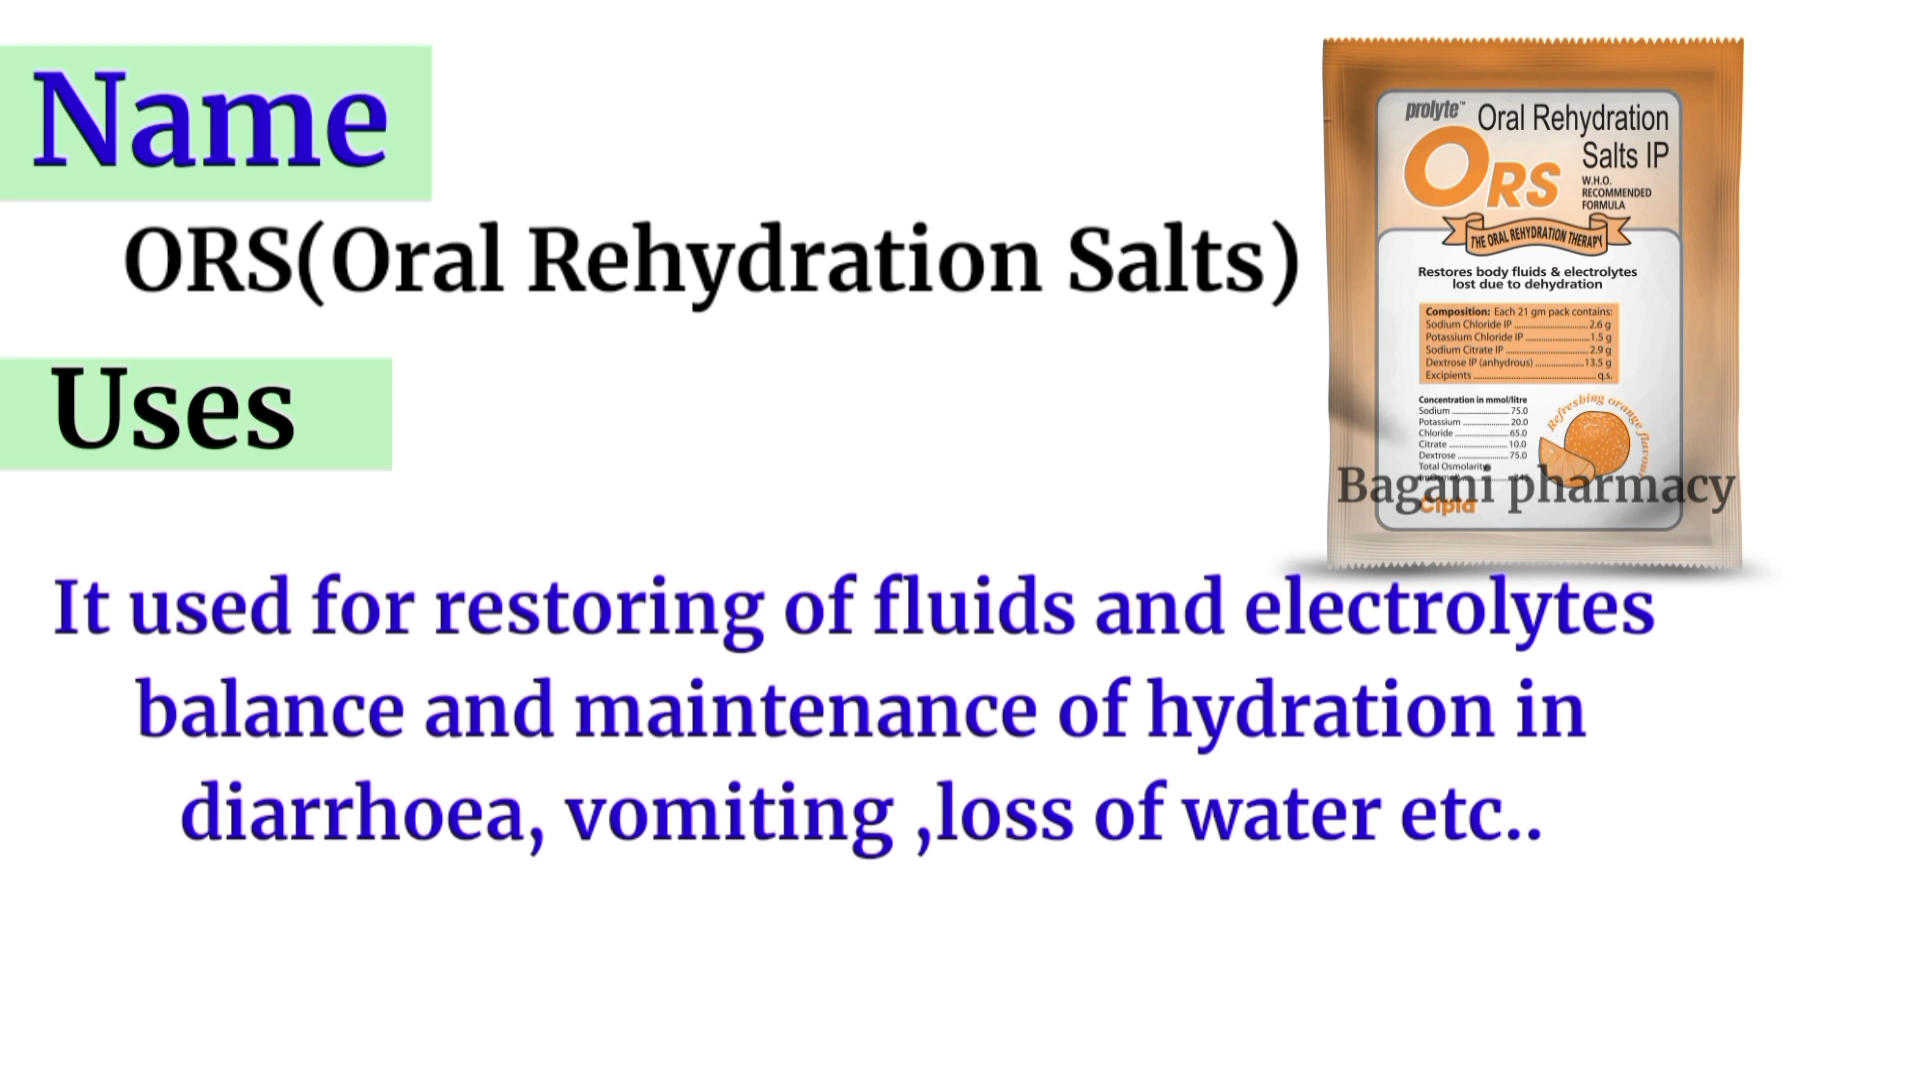 Name
ORS(Oral Rehydration Salts)
Uses
It used for restoring of fluids and electrolytes
balance and maintenance of hydration in
diarrhoea, vomiting ,loss of water etc..
prolyte™
Oral Rehydration
Salts IP
ORS
W.H.O.
RECOMMENDED
FORMULA
THE ORAL REHYDRATION THERAPY
Restores body fluids & electrolytes
lost due to dehydration
Composition: Each 21 gm pack contains:
Sodium Chloride IP 2.6 g
Potassium Chloride IP 1.5 g
Sodium Citrate IP 2.9 g
Dextrose IP (anhydrous) 13.5 g
Excipients q.s.
Concentration in mmol/litre
Sodium 75.0
Potassium 20.0
Chloride 65.0
Citrate 10.0
Dextrose 75.0
Total Osmolarity
Refreshing orange flavour
Bagani pharmacy
Cipla